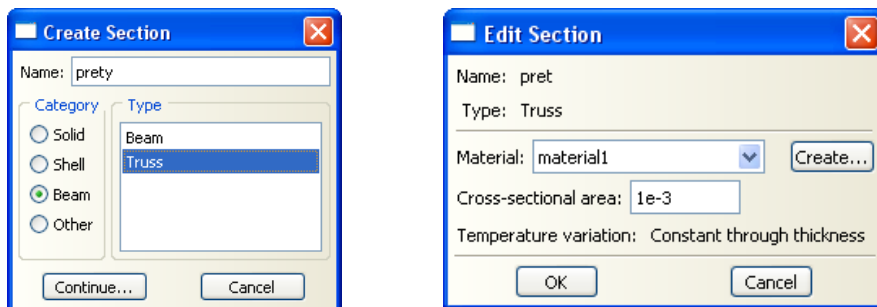 Create Section
Name: prety
Category Type
Solid
Shell
Beam
Other
Beam
Truss
Continue... Cancel
Edit Section
Name: pret
Type: Truss
Material: material1 Create...
Cross-sectional area: 1e-3
Temperature variation: Constant through thickness
OK Cancel